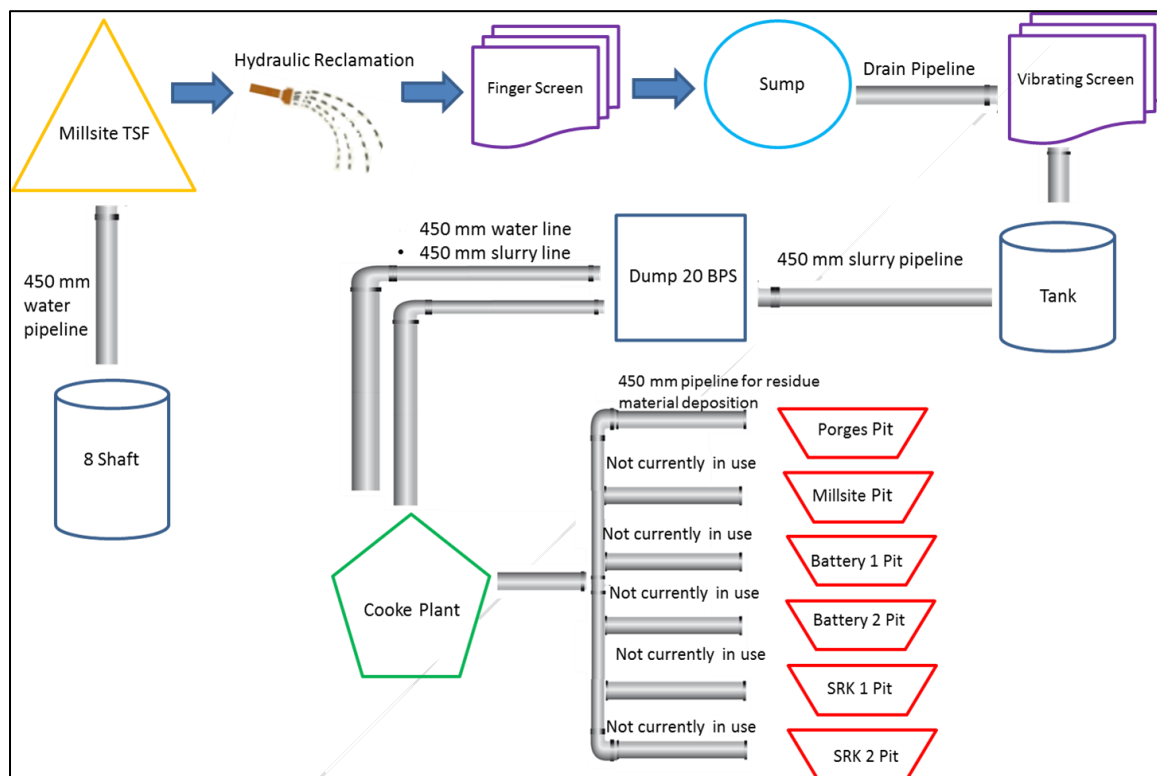 Hydraulic Reclamation
Millsite TSF
Finger Screen
Sump
Drain Pipeline
Vibrating Screen
450 mm
water
pipeline
8 Shaft
450 mm water line
• 450 mm slurry line
Dump 20 BPS
450 mm slurry pipeline
Tank
Cooke Plant
450 mm pipeline for residue
material deposition
Porges Pit
Not currently in use
Millsite Pit
Not currently in use
Battery 1 Pit
Not currently in use
Battery 2 Pit
Not currently in use
SRK 1 Pit
Not currently in use
SRK 2 Pit